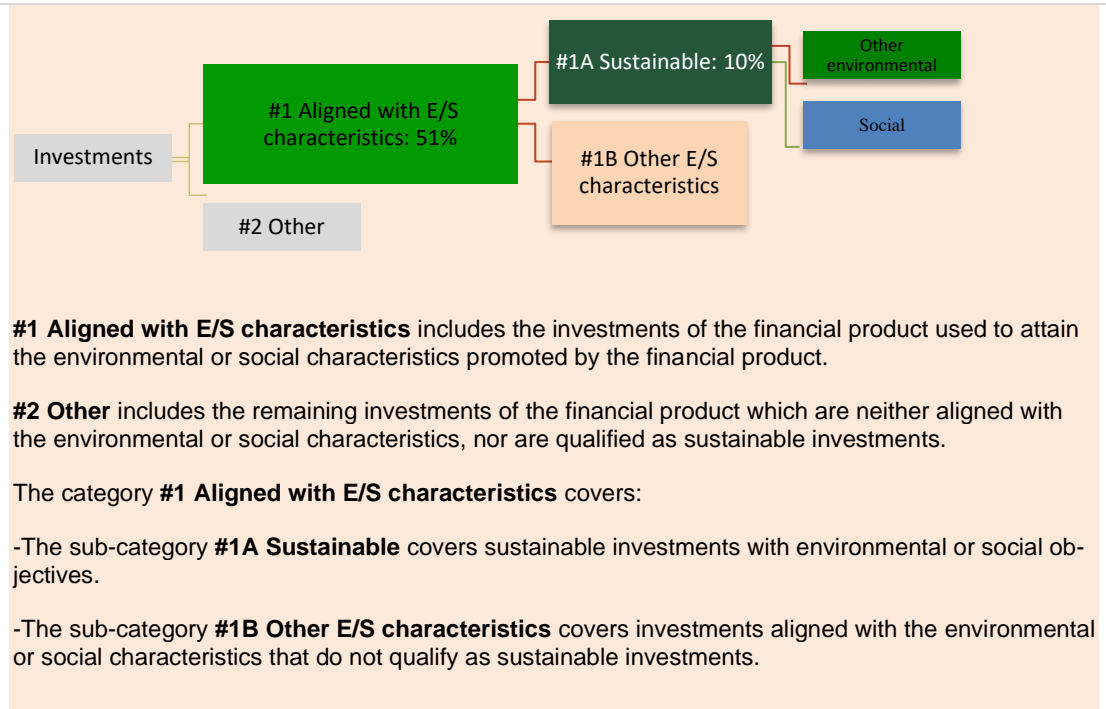 Investments
#1 Aligned with E/S
characteristics: 51%
#2 Other
#1A Sustainable: 10%
#1B Other E/S
characteristics
Other
environmental
Social
#1 Aligned with E/S characteristics includes the investments of the financial product used to attain
the environmental or social characteristics promoted by the financial product.
#2 Other includes the remaining investments of the financial product which are neither aligned with
the environmental or social characteristics, nor are qualified as sustainable investments.
The category #1 Aligned with E/S characteristics covers:
-The sub-category #1A Sustainable covers sustainable investments with environmental or social ob-
jectives.
-The sub-category #1B Other E/S characteristics covers investments aligned with the environmental
or social characteristics that do not qualify as sustainable investments.